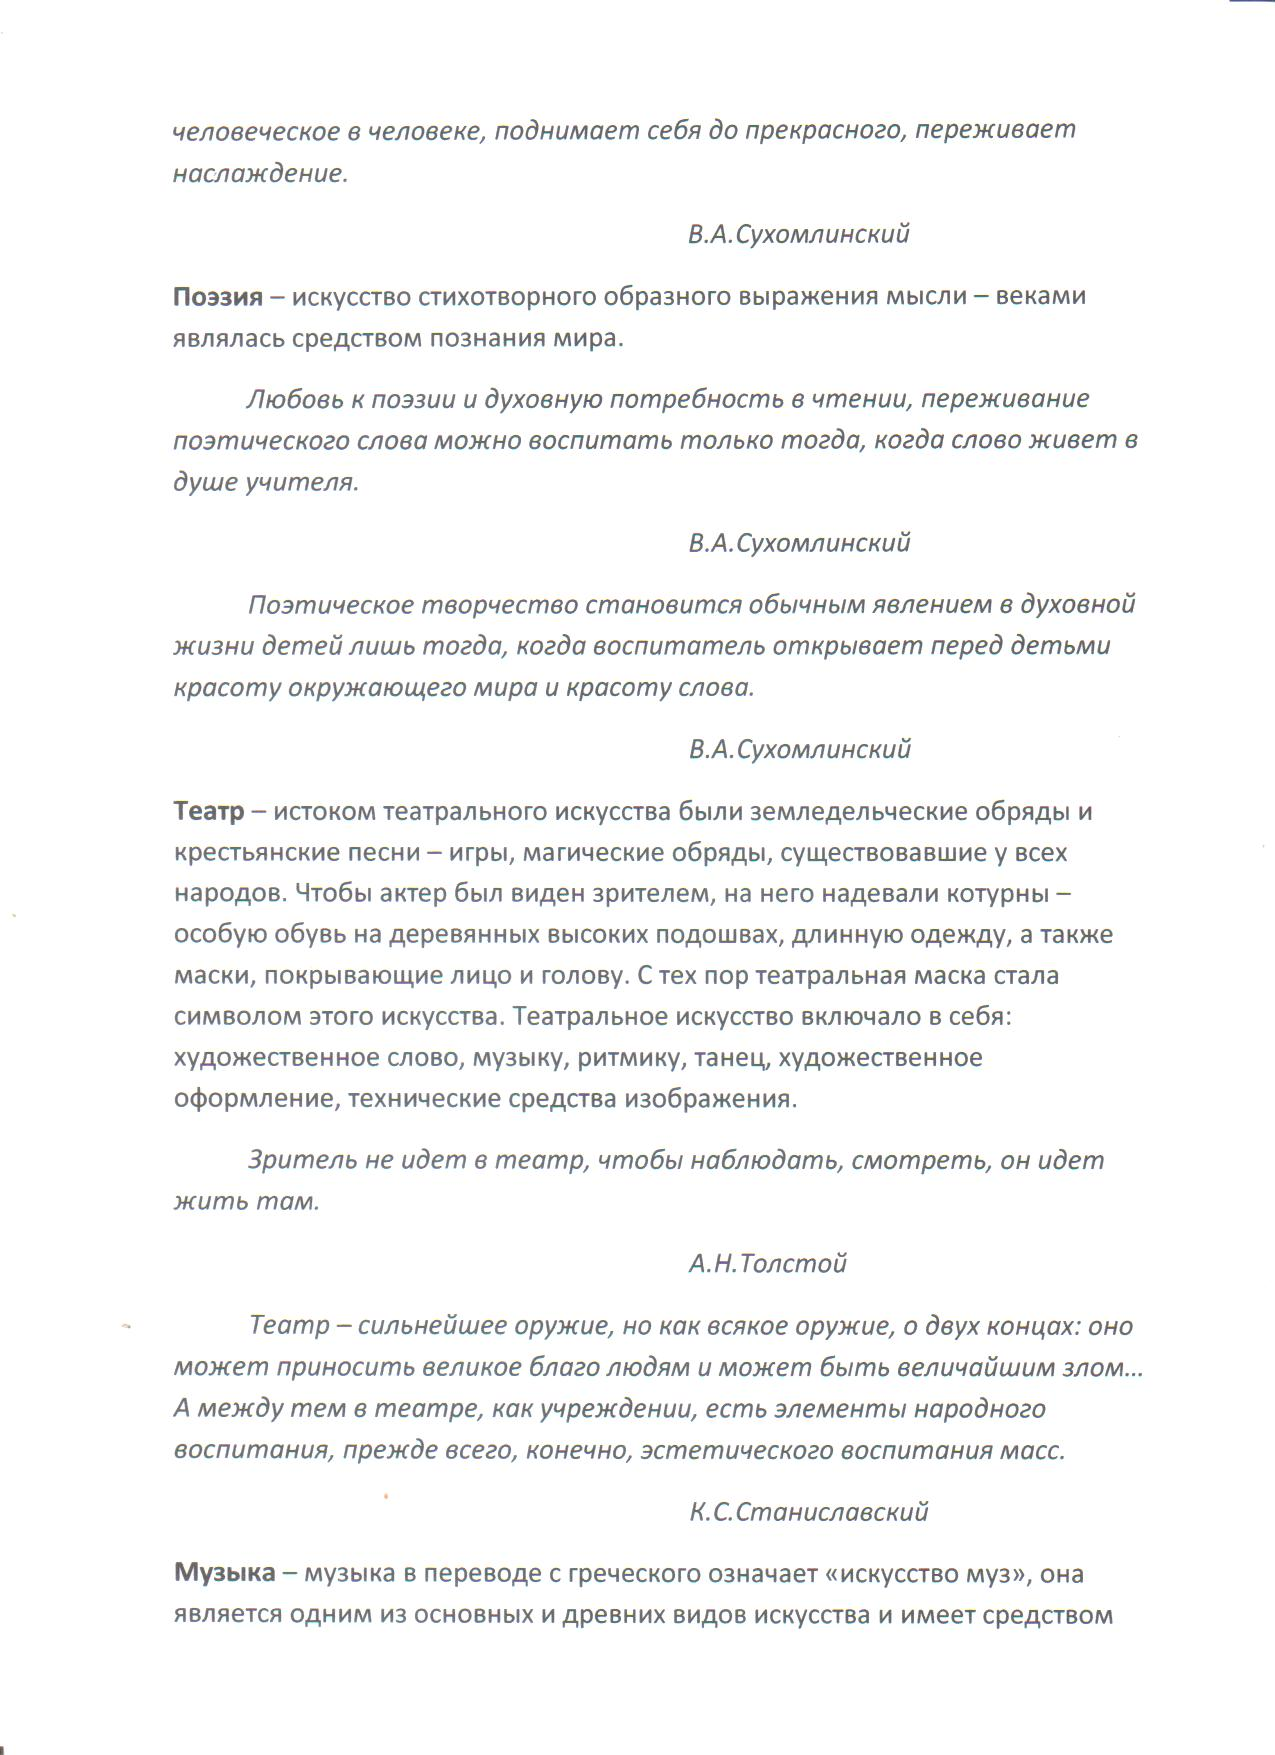 человеческое в человеке, поднимает себя до прекрасного, переживает
наслаждение.
В.А.Сухомлинский
Поэзия – искусство стихотворного образного выражения мысли – веками
являлась средством познания мира.
Любовь к поэзии и духовную потребность в чтении, переживание
поэтического слова можно воспитать только тогда, когда слово живет в
душе учителя.
В.А.Сухомлинский
Поэтическое творчество становится обычным явлением в духовной
жизни детей лишь тогда, когда воспитатель открывает перед детьми
красоту окружающего мира и красоту слова.
В.А.Сухомлинский
Театр – истоком театрального искусства были земледельческие обряды и
крестьянские песни – игры, магические обряды, существовавшие у всех
народов. Чтобы актер был виден зрителем, на него надевали котурны –
особую обувь на деревянных высоких подошвах, длинную одежду, а также
маски, покрывающие лицо и голову. С тех пор театральная маска стала
символом этого искусства. Театральное искусство включало в себя:
художественное слово, музыку, ритмику, танец, художественное
оформление, технические средства изображения.
Зритель не идет в театр, чтобы наблюдать, смотреть, он идет
жить там.
А.Н.Толстой
Театр – сильнейшее оружие, но как всякое оружие, о двух концах: оно
может приносить великое благо людям и может быть величайшим злом…
А между тем в театре, как учреждении, есть элементы народного
воспитания, прежде всего, конечно, эстетического воспитания масс.
К.С.Станиславский
Музыка – музыка в переводе с греческого означает «искусство муз», она
является одним из основных и древних видов искусства и имеет средством